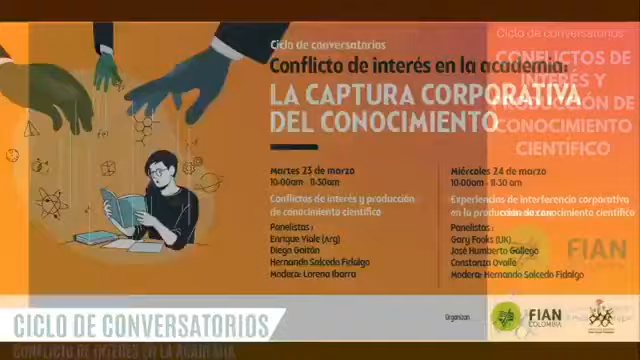 Ciclo de conversatorios
Conflicto de interés en la academia:
LA CAPTURA CORPORATIVA
DEL CONOCIMIENTO
Ciclo de conversatorios
CONFLICTOS DE
INTERÉS Y
PRODUCCIÓN DE
CONOCIMIENTO
CIENTÍFICO
Martes 23 de marzo
10:00am - 11:30am
Conflictos de interés y producción
de conocimiento científico
Panelistas:
Enrique Viale (Arg)
Diego Gaitán
Hernando Salcedo Fidalgo
Modera: Lorena Ibarra
Miércoles 24 de marzo
10:00am - 11:30 am
Experiencias de interferencia corporativa
en la producción de conocimiento científico
Panelistas:
Gary Fooks (UK)
José Humberto Gallego
Constanza Ovalle
Modera: Hernando Salcedo Fidalgo
FIAN
CICLO DE CONVERSATORIOS
CONFLICTO DE INTERÉS EN LA ACADEMIA
Organizan
FIAN
COLOMBIA